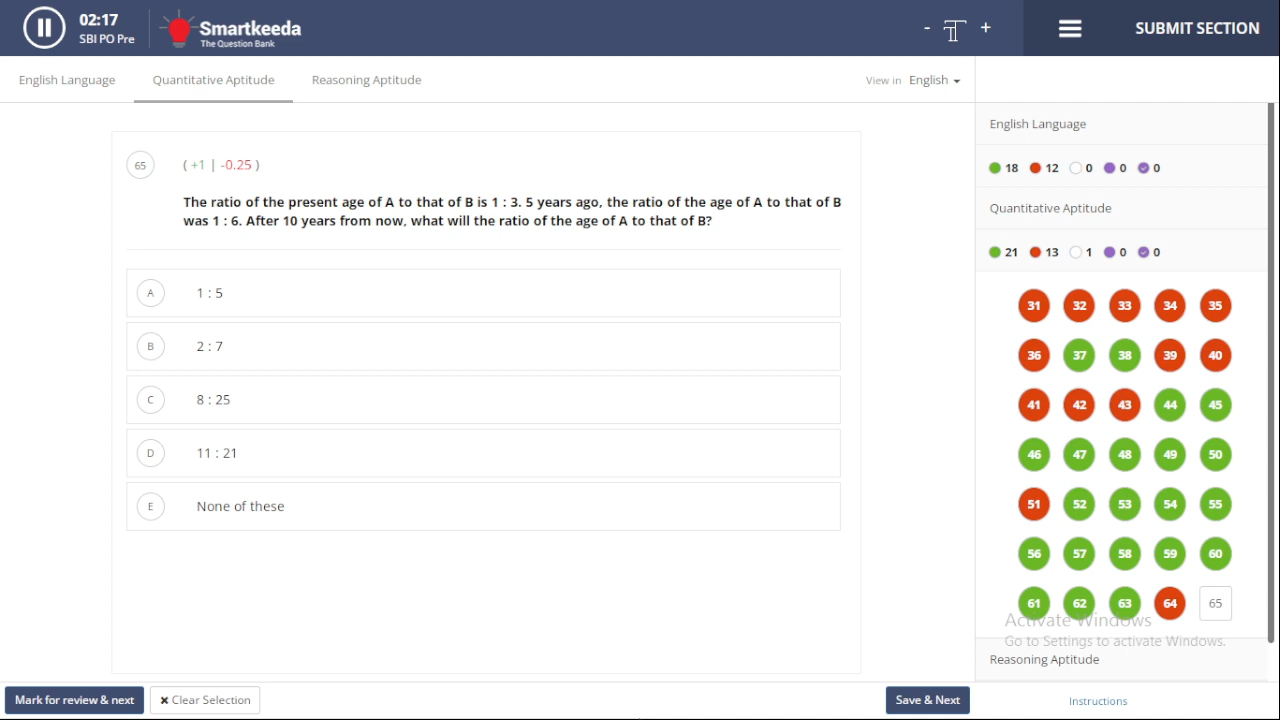 02:17
SBI PO Pre
Smartkeeda
The Question Bank
- T +
SUBMIT SECTION
English Language
Quantitative Aptitude
Reasoning Aptitude
View in English
65
( +1 | -0.25 )
The ratio of the present age of A to that of B is 1 : 3. 5 years ago, the ratio of the age of A to that of B
was 1 : 6. After 10 years from now, what will the ratio of the age of A to that of B?
A 1 : 5
B 2 : 7
C 8 : 25
D 11 : 21
E None of these
English Language
18 12 0 0 0
Quantitative Aptitude
21 13 1 0 0
31 32 33 34 35
36 37 38 39 40
41 42 43 44 45
46 47 48 49 50
51 52 53 54 55
56 57 58 59 60
61 62 63 64 65
Activate Windows
Go to Settings to activate Windows.
Reasoning Aptitude
Mark for review & next
Clear Selection
Save & Next
Instructions